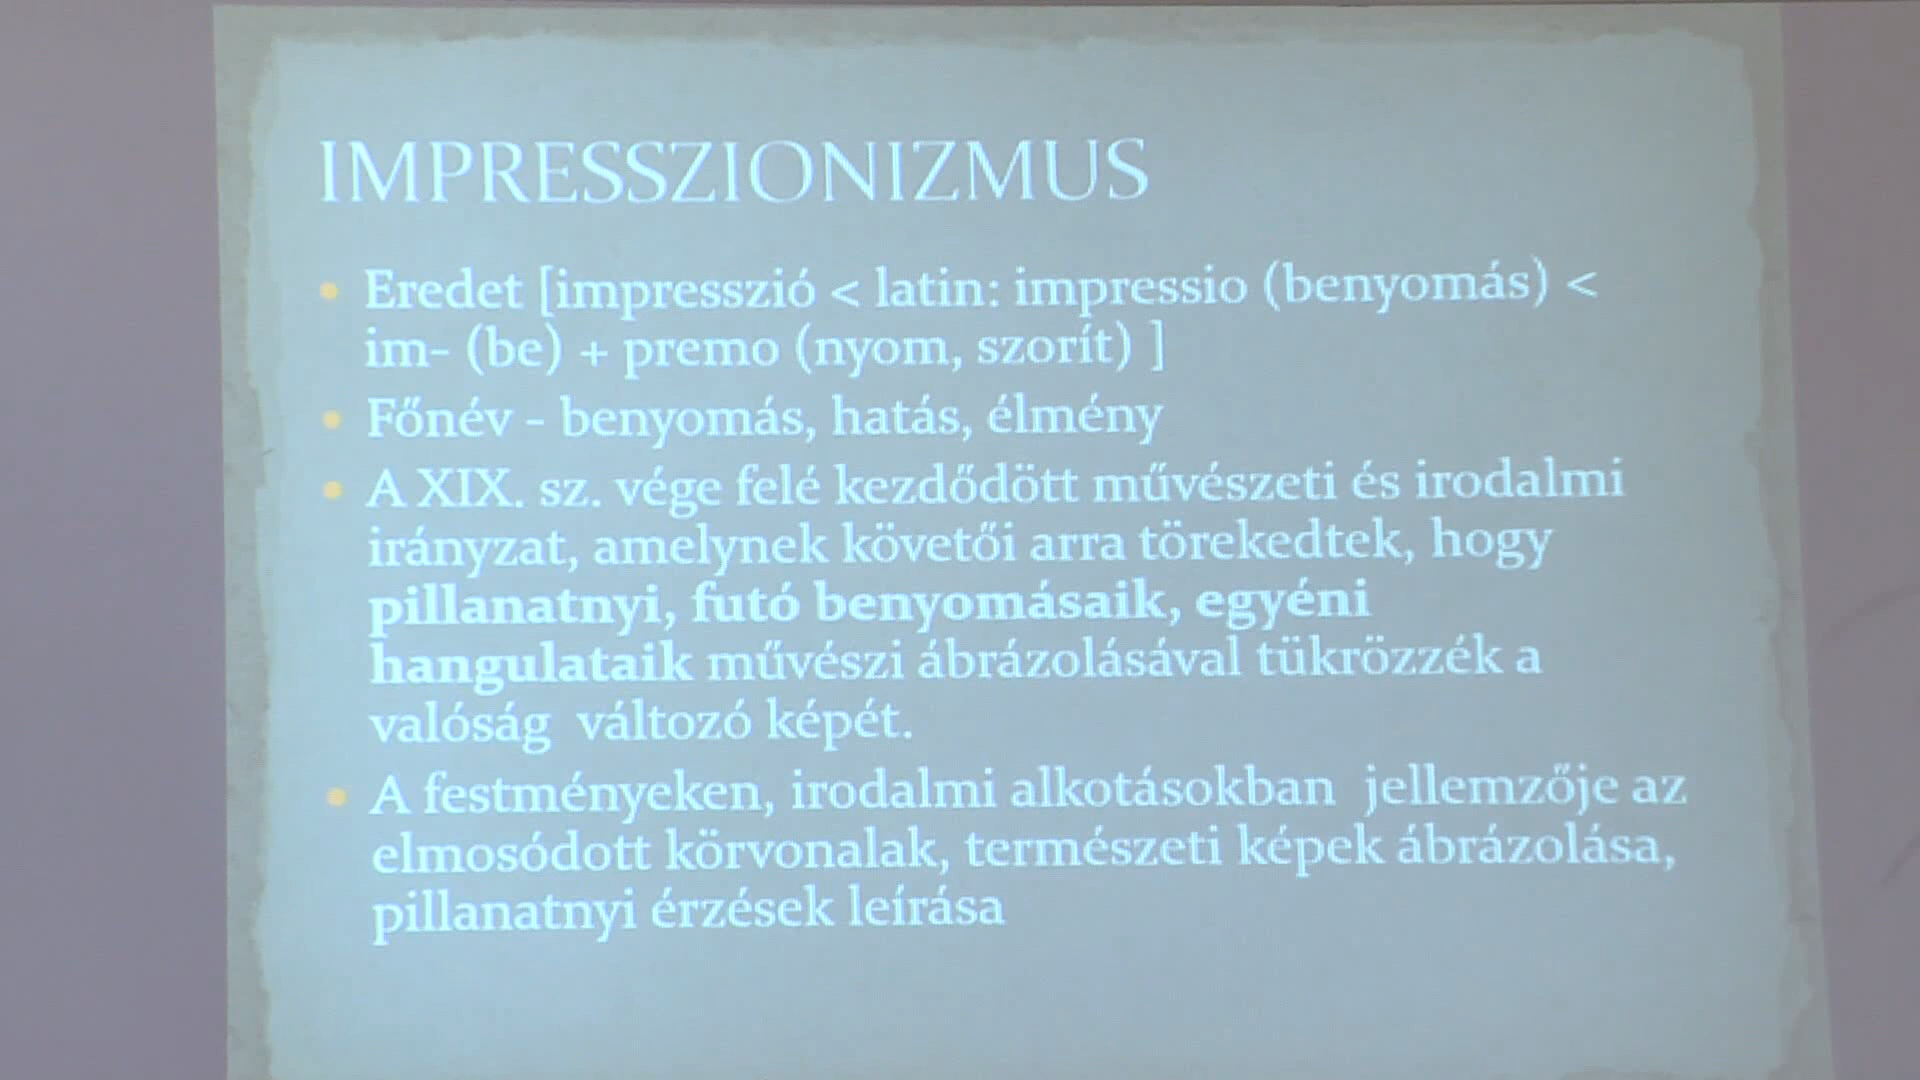 IMPRESSZIONIZMUS
• Eredet [impresszió < latin: impressio (benyomás) <
im- (be) + premo (nyom, szorít) ]
• Főnév - benyomás, hatás, élmény
• A XIX. sz. vége felé kezdődött művészeti és irodalmi
irányzat, amelynek követői arra törekedtek, hogy
pillanatnyi, futó benyomásaik, egyéni
hangulataik művészi ábrázolásával tükrözzék a
valóság változó képét.
• A festményeken, irodalmi alkotásokban jellemzője az
elmosódott körvonalak, természeti képek ábrázolása,
pillanatnyi érzések leírása